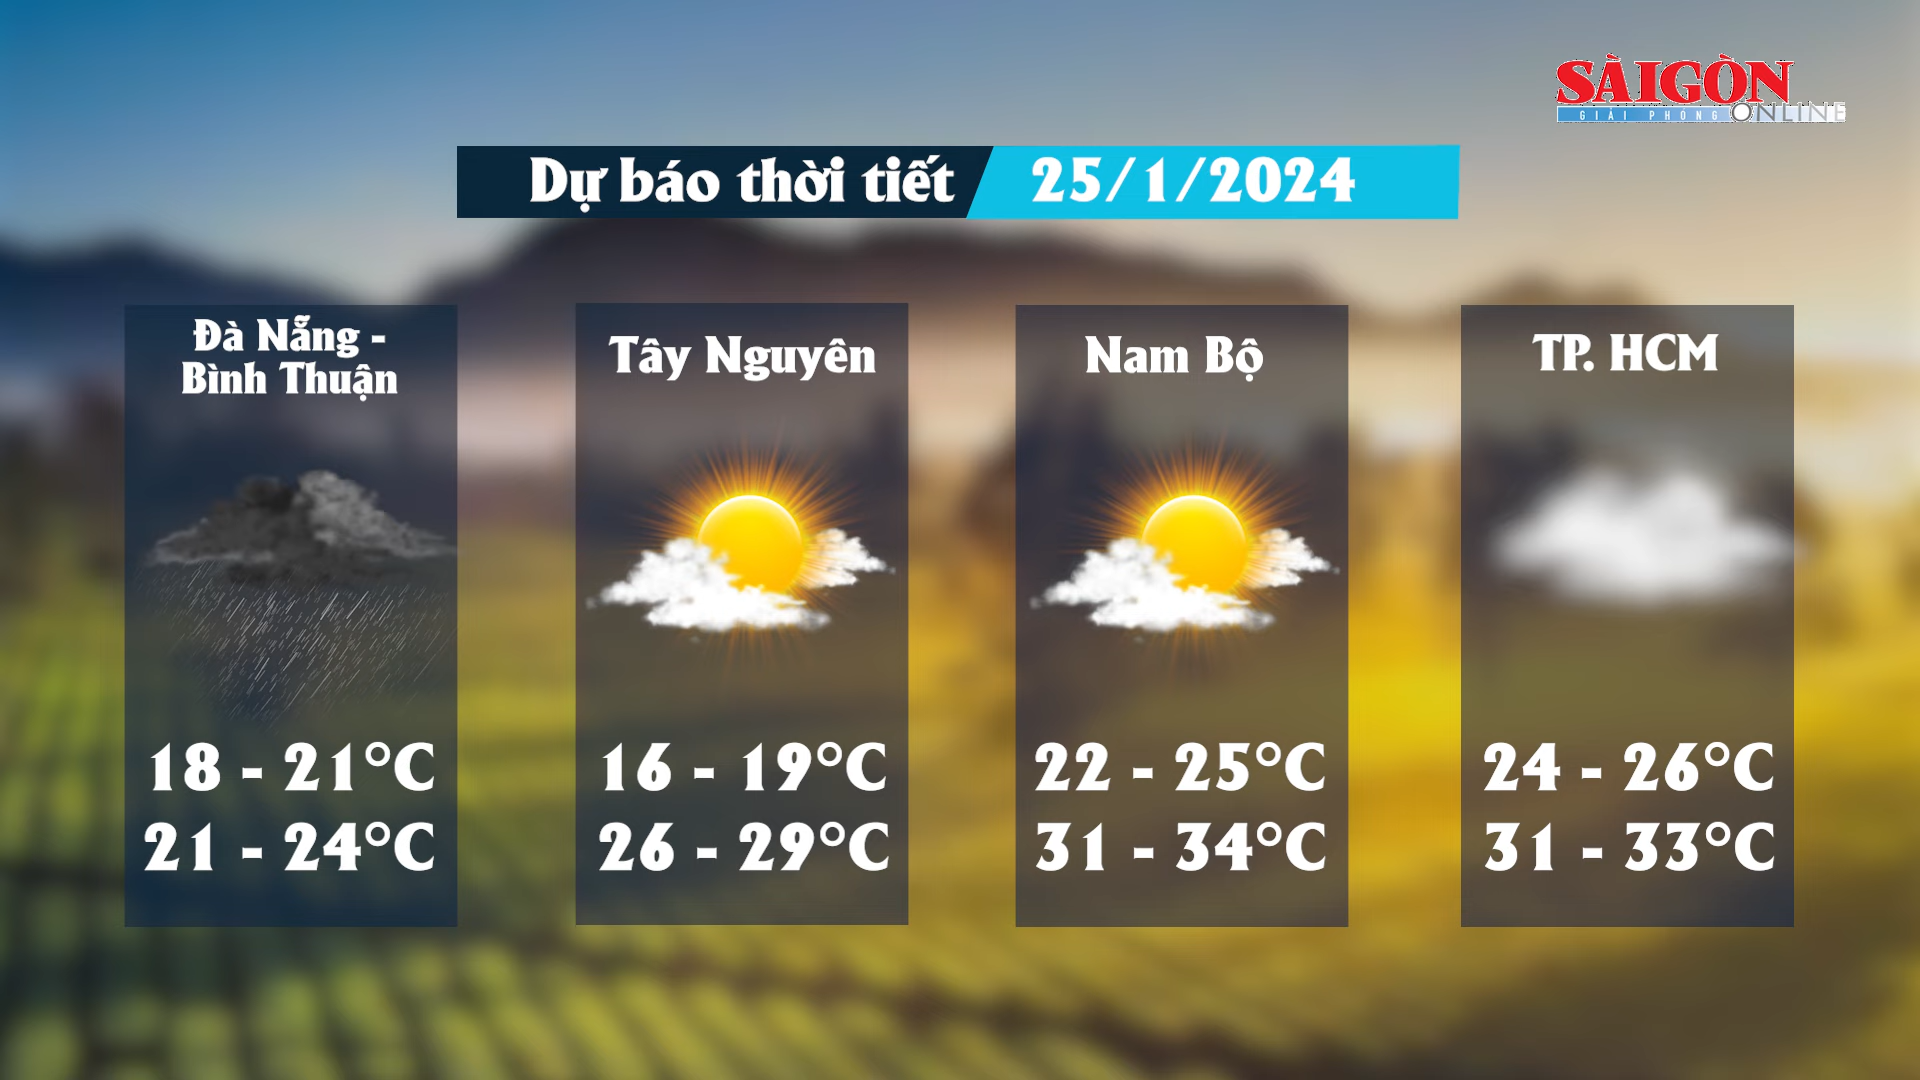 SÀIGÒN
GIẢI PHÓNG ONLINE
Dự báo thời tiết 25/1/2024
Đà Nẵng -
Bình Thuận
18 - 21°C
21 - 24°C
Tây Nguyên
16 - 19°C
26 - 29°C
Nam Bộ
22 - 25°C
31 - 34°C
TP. HCM
24 - 26°C
31 - 33°C